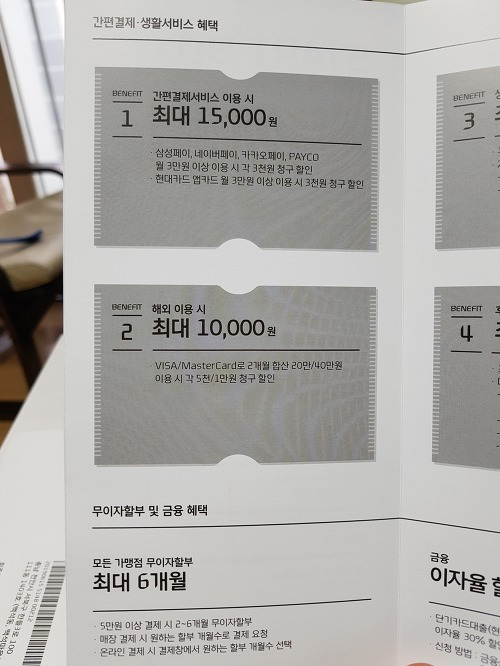 간편결제·생활서비스 혜택
BENEFIT
1
간편결제서비스 이용 시
최대 15,000원
· 삼성페이, 네이버페이, 카카오페이, PAYCO
월 3만원 이상 이용 시 각 3천원 청구 할인
· 현대카드 앱카드 월 3만원 이상 이용 시 3천원 청구 할인
BENEFIT
3
BENEFIT
2
해외 이용 시
최대 10,000원
· VISA/MasterCard로 2개월 합산 20만/40만원
이용 시 각 5천/1만원 청구 할인
BENEFIT
4
무이자할부 및 금융 혜택
모든 가맹점 무이자할부
최대 6개월
· 5만원 이상 결제 시 2~6개월 무이자할부
· 매장 결제 시 원하는 할부 개월수로 결제 요청
· 온라인 결제 시 결제창에서 원하는 할부 개월수 선택
금융
이자율 할
· 단기카드대출(현
이자율 30% 할
· 신청 방법 : 금융